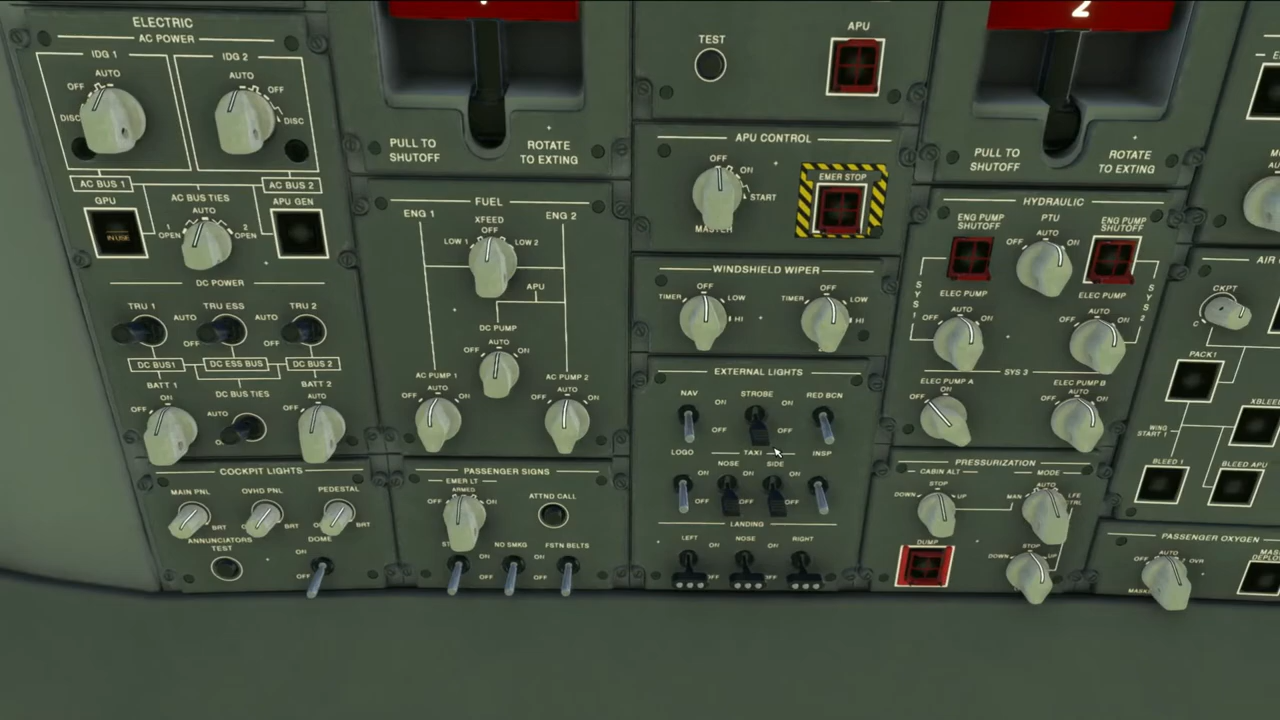 ELECTRIC
AC POWER
IDG 1
IDG 2
AUTO
OFF
DISC
AUTO
OFF
DISC
AC BUS 1
AC BUS TIES
AC BUS 2
GPU
AUTO
APU GEN
IN USE
1 OPEN
2 OPEN
DC POWER
TRU 1
AUTO
TRU ESS
AUTO
TRU 2
OFF
OFF
DC BUS1
DC ESS BUS
DC BUS 2
BATT 1
DC BUS TIES
BATT 2
ON
OFF
AUTO
AUTO
OFF
COCKPIT LIGHTS
MAIN PNL
OVHD PNL
PEDESTAL
BRT
BRT
BRT
ANNUNCIATORS
TEST
DOME
ON
OFF
PULL TO
SHUTOFF
ROTATE
TO EXTING
FUEL
ENG 1
XFEED
ENG 2
OFF
LOW 1
LOW 2
APU
DC PUMP
AUTO
OFF
ON
AC PUMP 1
AC PUMP 2
AUTO
OFF
ON
AUTO
OFF
ON
PASSENGER SIGNS
EMER LT
ARMED
OFF
ON
ATTND CALL
NO SMKG
FSTN BELTS
ON
ON
ON
OFF
OFF
OFF
TEST
APU
APU CONTROL
OFF
ON
START
MASTER
EMER STOP
WINDSHIELD WIPER
OFF
TIMER
LOW
HI
OFF
TIMER
LOW
HI
EXTERNAL LIGHTS
NAV
STROBE
RED BCN
ON
ON
OFF
OFF
LOGO
TAXI
INSP
NOSE
SIDE
ON
ON
ON
OFF
OFF
OFF
LANDING
LEFT
NOSE
RIGHT
ON
ON
OFF
OFF
2
PULL TO
SHUTOFF
ROTATE
TO EXTING
HYDRAULIC
ENG PUMP
SHUTOFF
PTU
ENG PUMP
SHUTOFF
AUTO
OFF
ON
SYS 1
ELEC PUMP
ELEC PUMP
SYS 2
AUTO
OFF
ON
AUTO
OFF
ON
SYS 3
ELEC PUMP A
ELEC PUMP B
OFF
ON
AUTO
OFF
ON
PRESSURIZATION
CABIN ALT
MODE
STOP
DOWN
UP
AUTO
MAN
LFE
CTRL
DUMP
STOP
DOWN
UP
CKPT
C
PACK1
XBLEED
WING
START 1
BLEED 1
BLEED APU
PASSENGER OXYGEN
AUTO
OVR